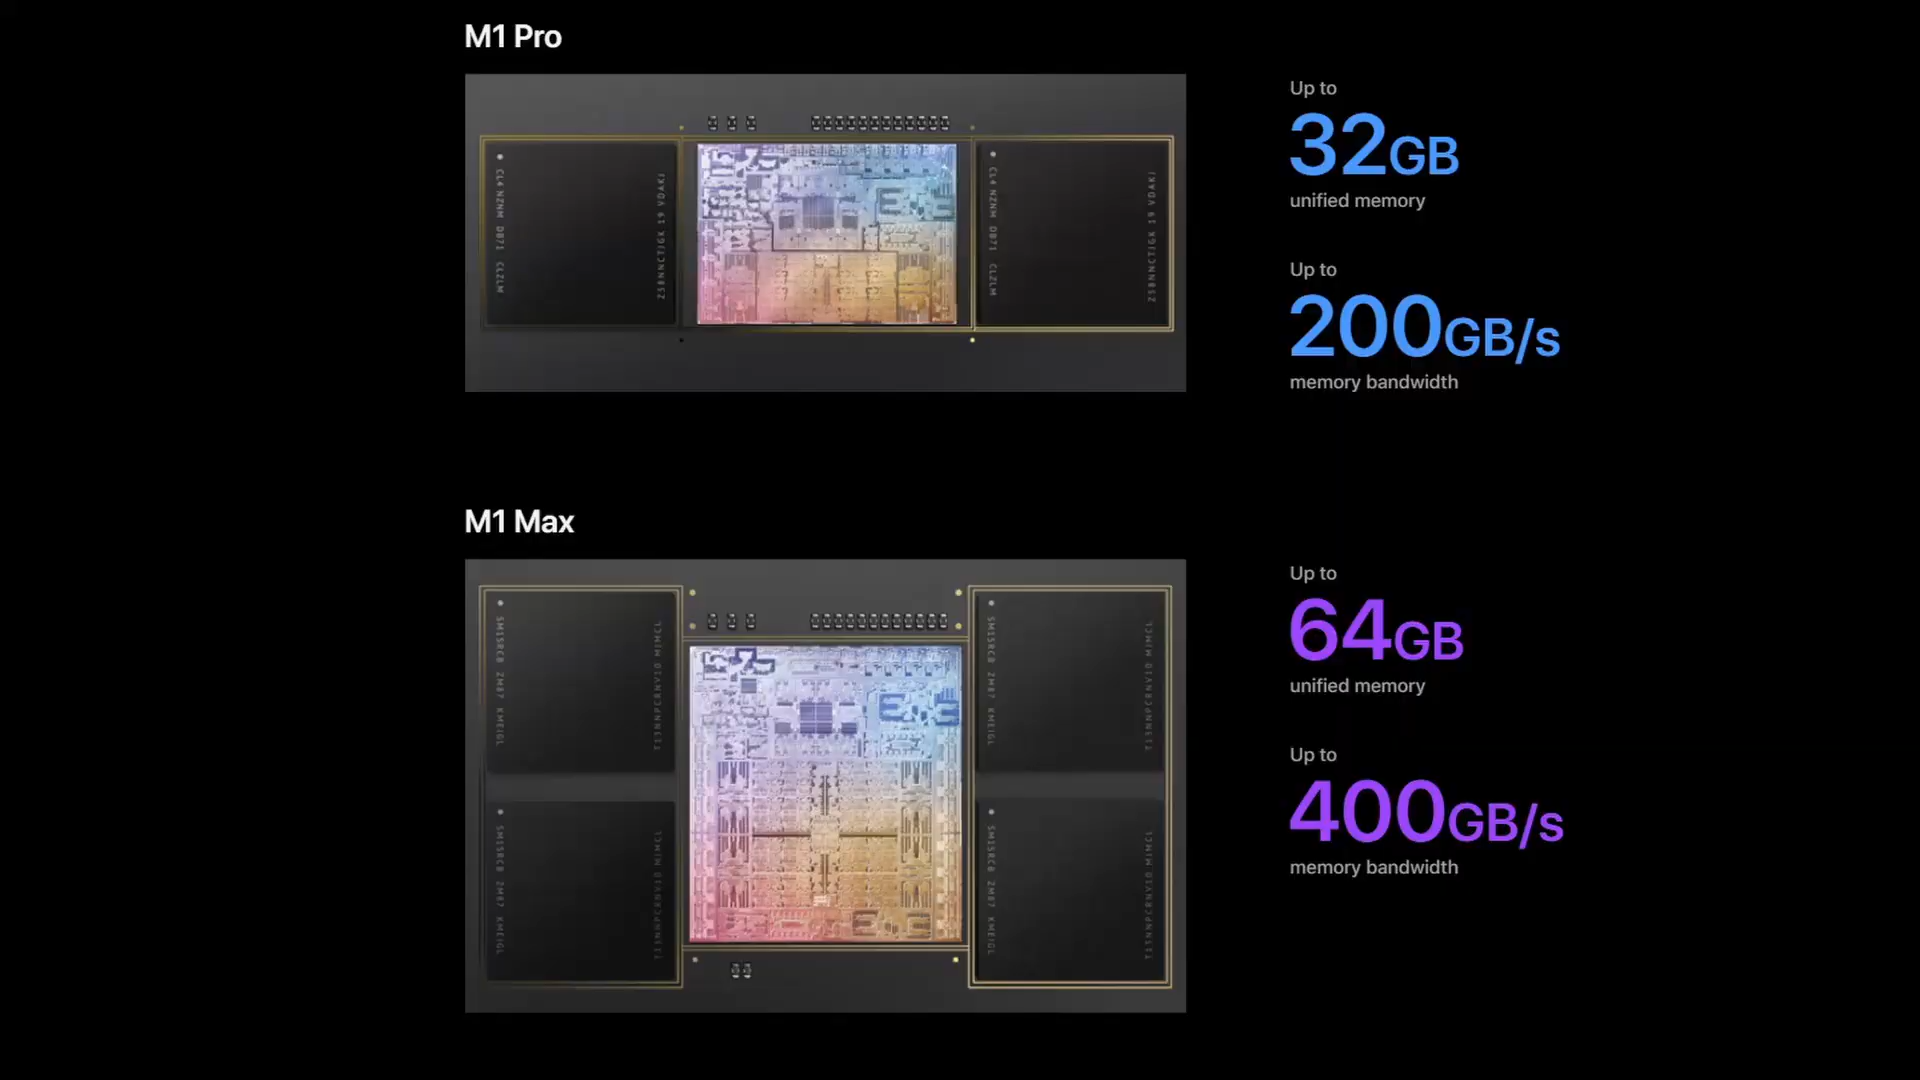 M1 Pro
Up to
32GB
unified memory
Up to
200GB/s
memory bandwidth
M1 Max
Up to
64GB
unified memory
Up to
400GB/s
memory bandwidth